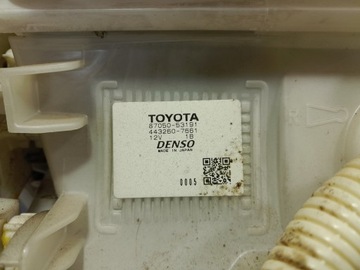 TOYOTA
87050-53191
443260-7661
12V 1B
DENSO
MADE IN JAPAN
0005